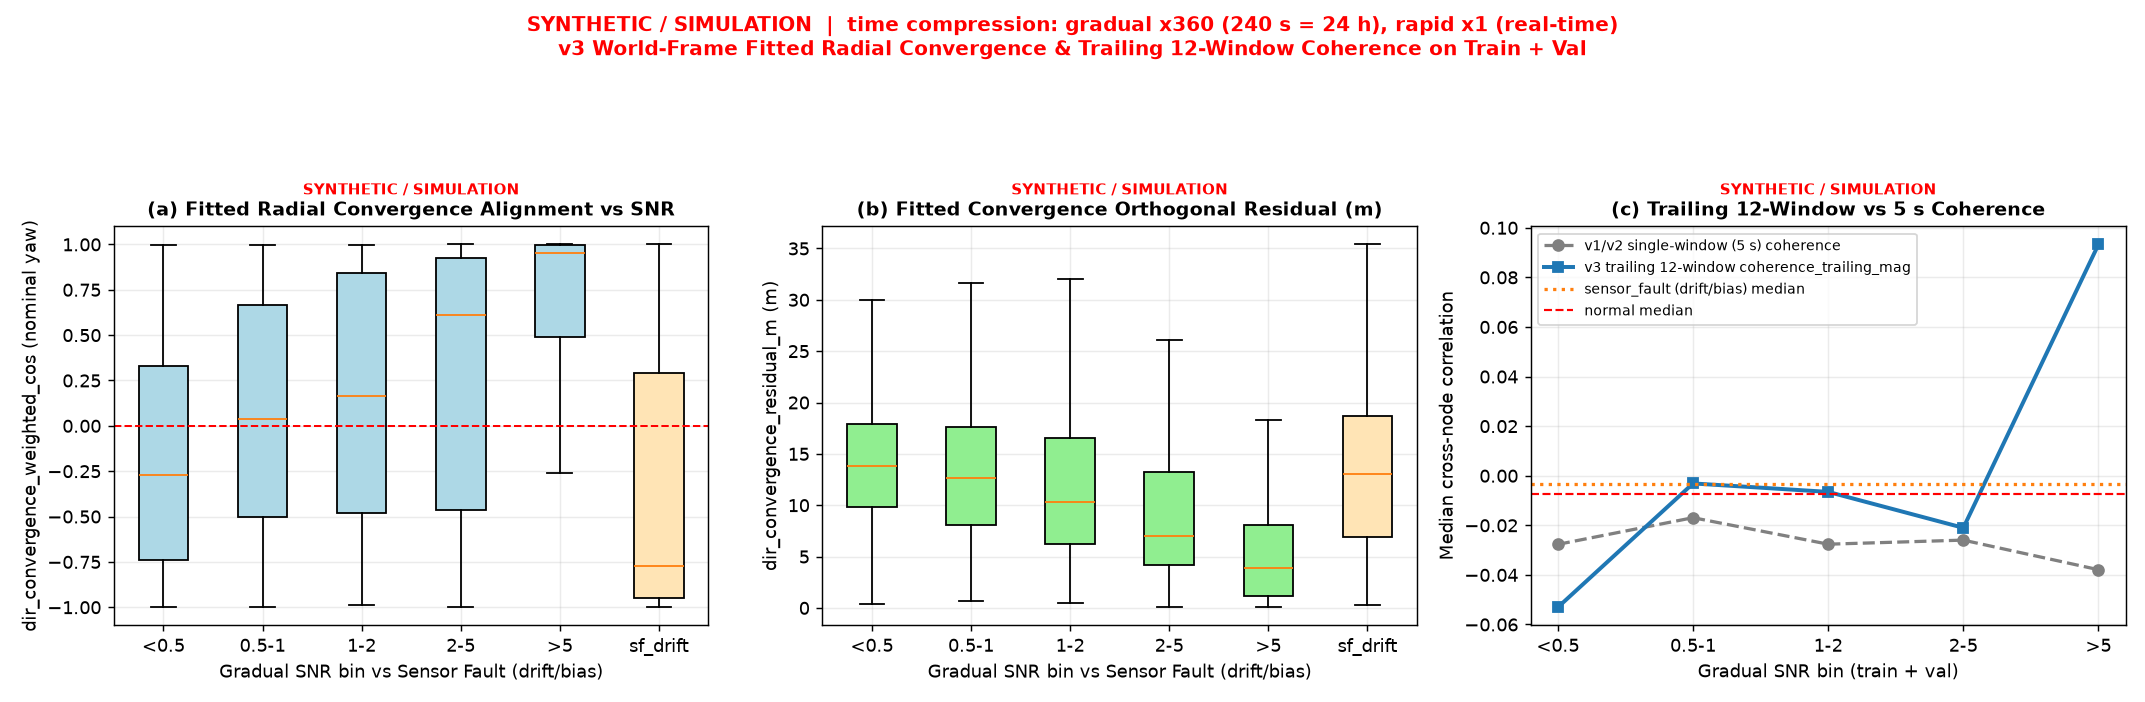 SYNTHETIC / SIMULATION | time compression: gradual x360 (240 s = 24 h), rapid x1 (real-time)
v3 World-Frame Fitted Radial Convergence & Trailing 12-Window Coherence on Train + Val
SYNTHETIC / SIMULATION
(a) Fitted Radial Convergence Alignment vs SNR
dir_convergence_weighted_cos (nominal yaw)
1.00
0.75
0.50
0.25
0.00
−0.25
−0.50
−0.75
−1.00
<0.5 0.5-1 1-2 2-5 >5 sf_drift
Gradual SNR bin vs Sensor Fault (drift/bias)
SYNTHETIC / SIMULATION
(b) Fitted Convergence Orthogonal Residual (m)
dir_convergence_residual_m (m)
35
30
25
20
15
10
5
0
<0.5 0.5-1 1-2 2-5 >5 sf_drift
Gradual SNR bin vs Sensor Fault (drift/bias)
SYNTHETIC / SIMULATION
(c) Trailing 12-Window vs 5 s Coherence
Median cross-node correlation
0.10
0.08
0.06
0.04
0.02
0.00
−0.02
−0.04
−0.06
v1/v2 single-window (5 s) coherence
v3 trailing 12-window coherence_trailing_mag
sensor_fault (drift/bias) median
normal median
<0.5 0.5-1 1-2 2-5 >5
Gradual SNR bin (train + val)